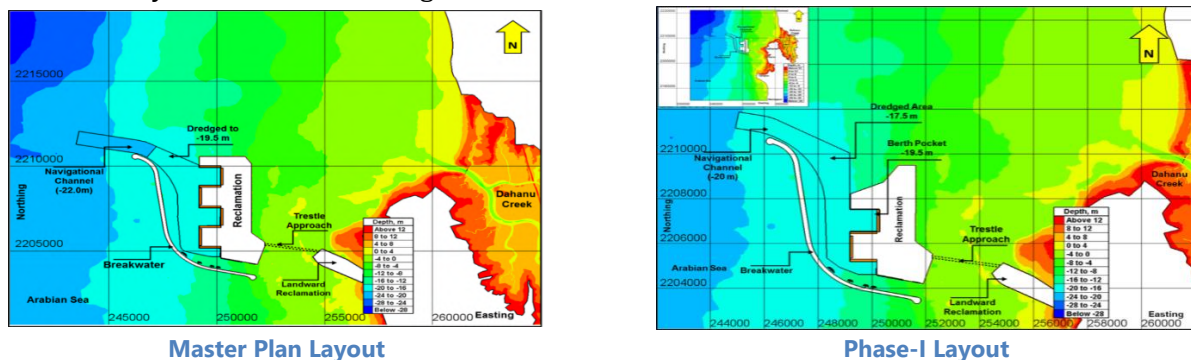 N
2215000
2210000
2205000
Northing
Dredged to
-19.5 m
Navigational
Channel
(-22.0m)
Reclamation
Dahanu
Creek
Trestle
Approach
Breakwater
Landward
Reclamation
Arabian Sea
Depth, m
Above 12
8 to 12
4 to 8
0 to 4
-4 to 0
-8 to -4
-12 to -8
-16 to -12
-20 to -16
-24 to -20
-28 to -24
Easting
245000
250000
255000
260000
Master Plan Layout
N
Dredged Area
-17.5 m
Berth Pocket
-19.5 m
2210000
2208000
2206000
2204000
Northing
Navigational
Channel
(-20 m)
Reclamation
Dahanu
Creek
Trestle
Approach
Breakwater
Landward
Reclamation
Arabian Sea
Depth, m
Above 12
8 to 12
4 to 8
0 to 4
-4 to 0
-8 to -4
-12 to -8
-16 to -12
-20 to -16
-24 to -20
-28 to -24
Below -28
Easting
244000
246000
248000
250000
252000
254000
256000
258000
260000
Phase-I Layout